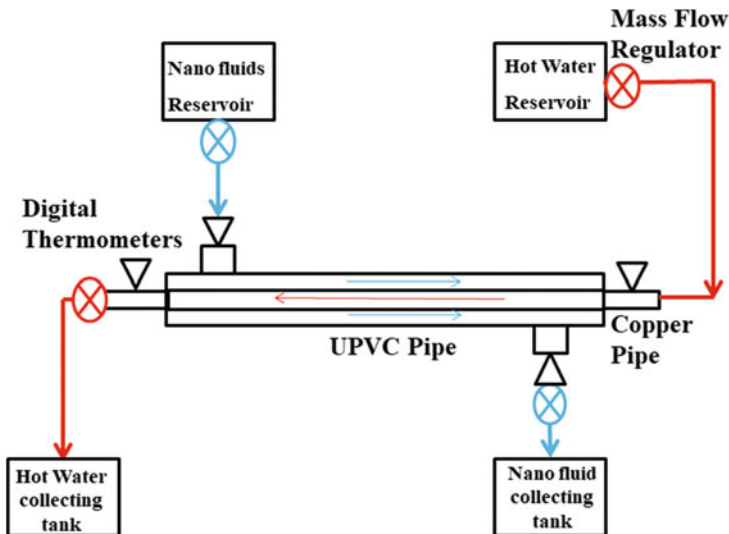 Nano fluids
Reservoir
Hot Water
Reservoir
Mass Flow
Regulator
Digital
Thermometers
UPVC Pipe
Copper
Pipe
Hot Water
collecting
tank
Nano fluid
collecting
tank